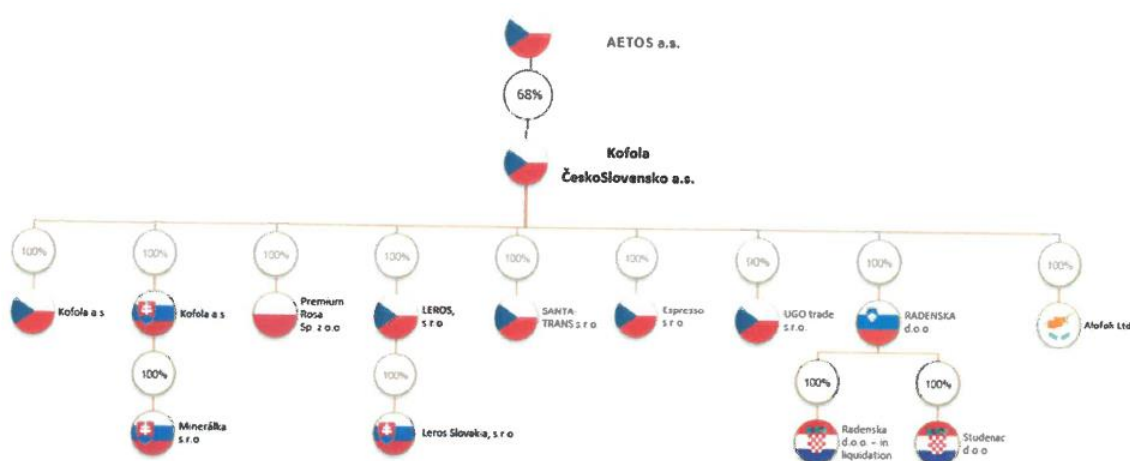 AETOS a.s.
68%
Kofola
ČeskoSlovensko a.s.
100%
100%
100%
100%
100%
100%
90%
100%
100%
Kofola a s
Kofola a s
Premium
Rosa
Sp z o o
LEROS,
s.r.o
SANTA-
TRANS s r o
Espresso
s r o
UGO trade
s.r.o.
RADENSKA
d.o.o
Alofok Ltd
100%
100%
100%
100%
Minerálka
s.r.o
Leros Slovakia, s r o
Radenska
d.o.o - in
liquidation
Studenac
d o o